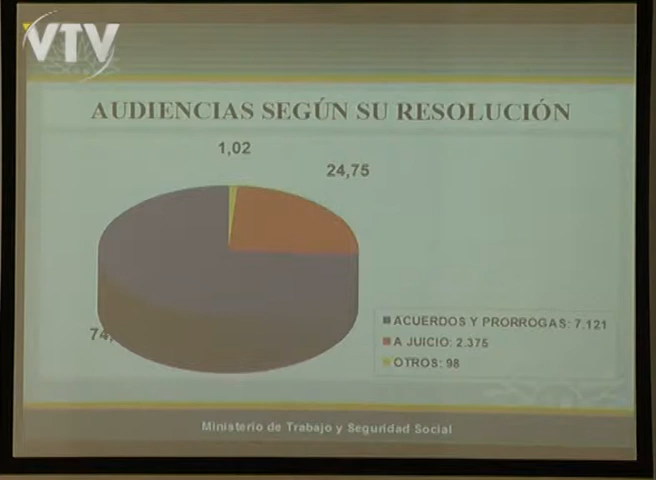 VTV
AUDIENCIAS SEGÚN SU RESOLUCIÓN
1,02
24,75
74,
ACUERDOS Y PRORROGAS: 7.121
A JUICIO: 2.375
OTROS: 98
Ministerio de Trabajo y Seguridad Social